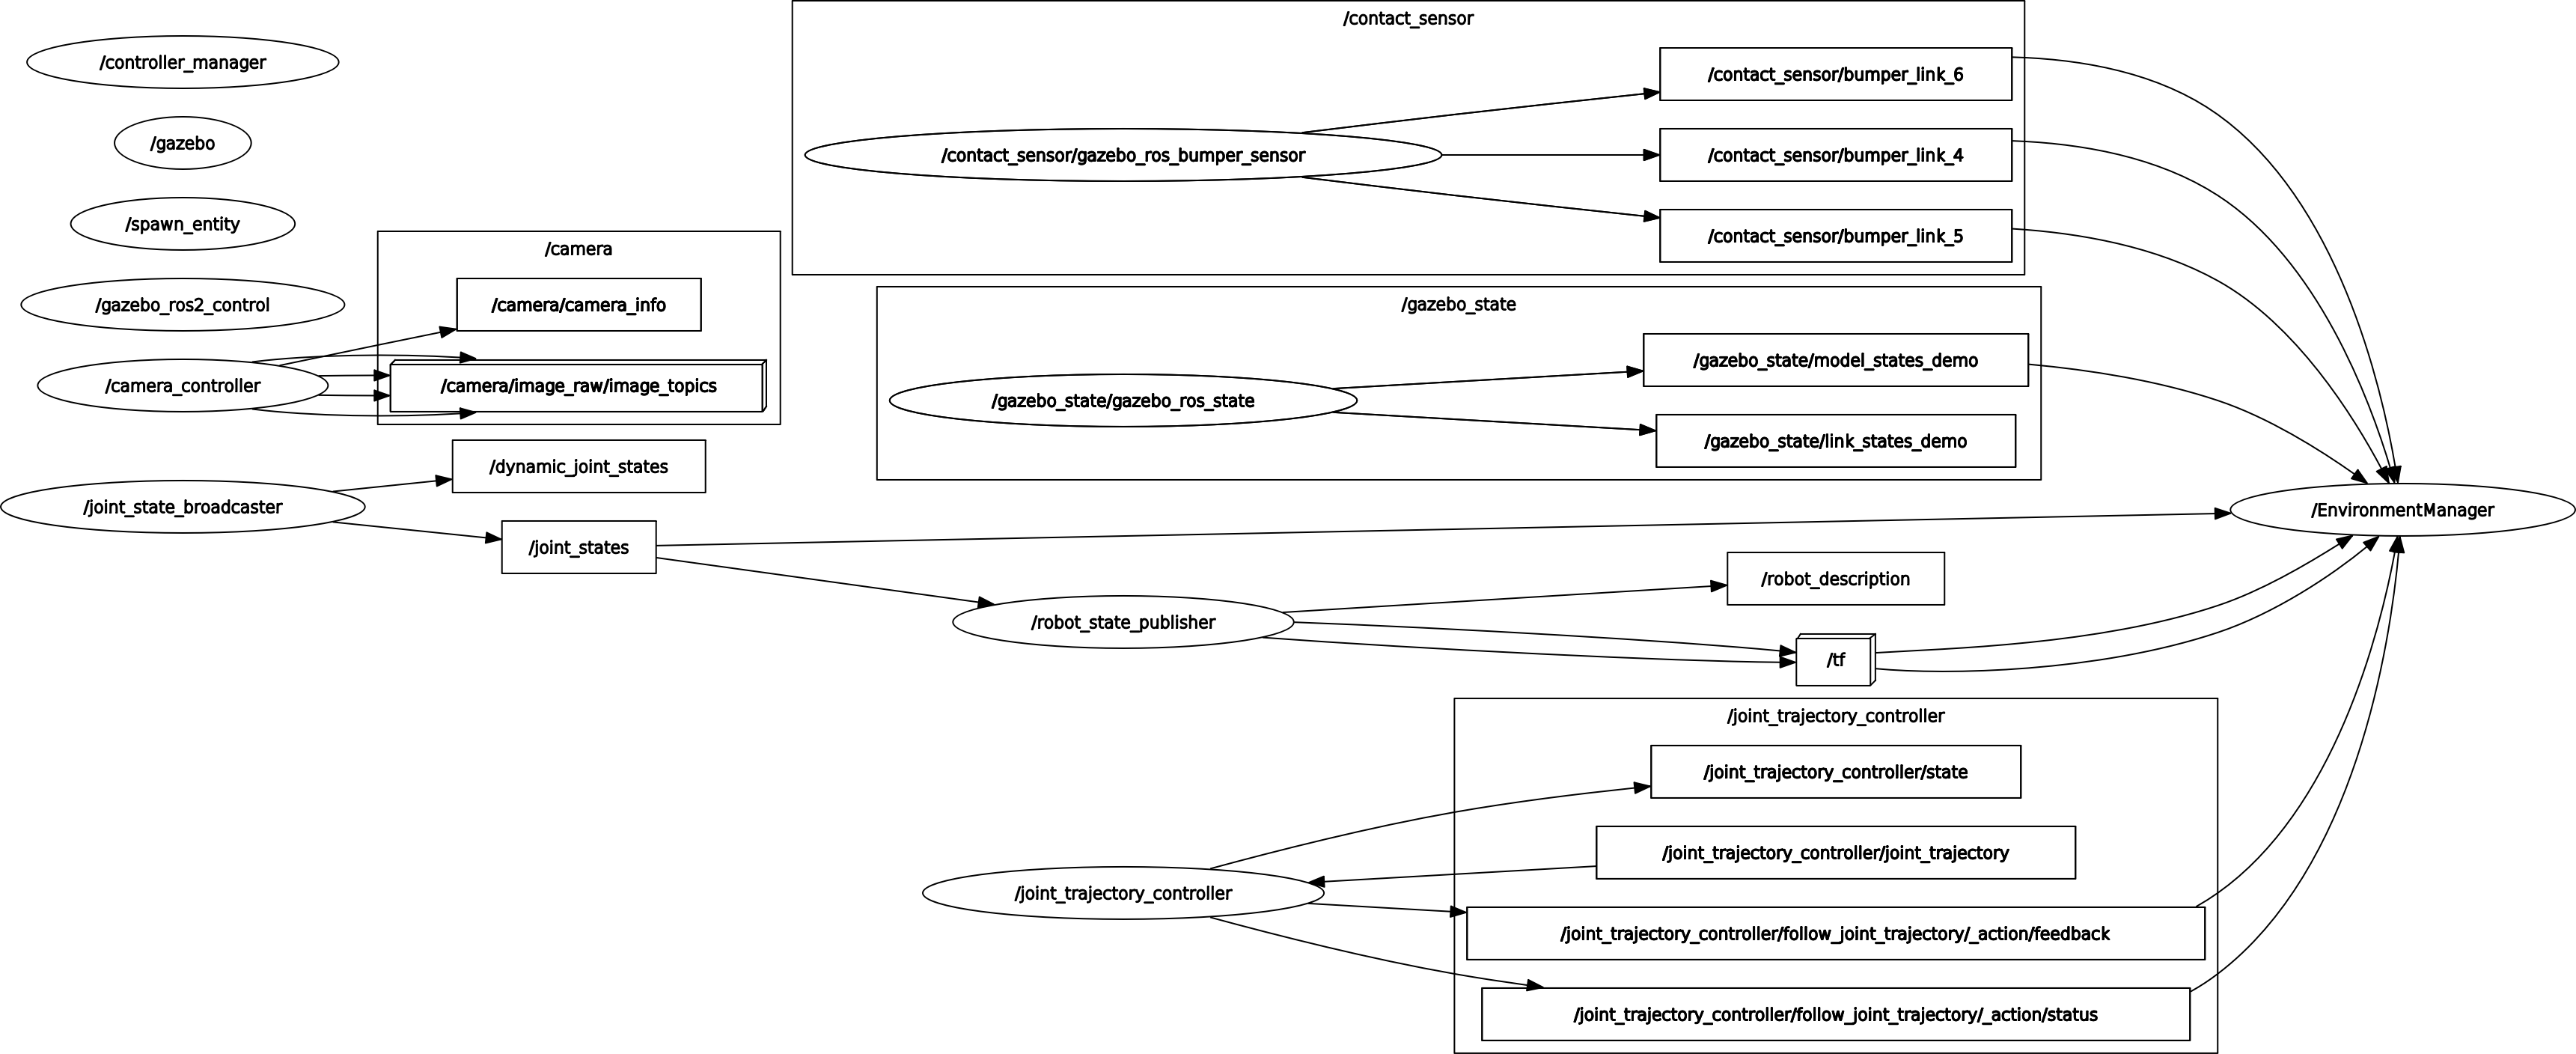 /controller_manager
/gazebo
/spawn_entity
/gazebo_ros2_control
/camera_controller
/joint_state_broadcaster
/camera
/camera/camera_info
/camera/image_raw/image_topics
/dynamic_joint_states
/joint_states
/contact_sensor
/contact_sensor/gazebo_ros_bumper_sensor
/contact_sensor/bumper_link_6
/contact_sensor/bumper_link_4
/contact_sensor/bumper_link_5
/gazebo_state
/gazebo_state/gazebo_ros_state
/gazebo_state/model_states_demo
/gazebo_state/link_states_demo
/robot_state_publisher
/robot_description
/tf
/joint_trajectory_controller
/joint_trajectory_controller
/joint_trajectory_controller/state
/joint_trajectory_controller/joint_trajectory
/joint_trajectory_controller/follow_joint_trajectory/_action/feedback
/joint_trajectory_controller/follow_joint_trajectory/_action/status
/EnvironmentManager